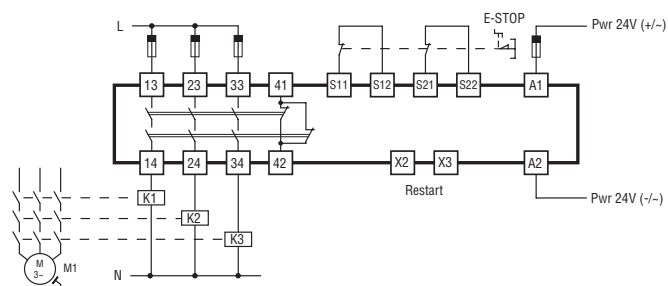 E-STOP
L
Pwr 24V (+/~)
13 23 33 41 S11 S12 S21 S22 A1
14 24 34 42 X2 X3 A2
Restart
K1
Pwr 24V (-/~)
K2
K3
M
3~
M1
N